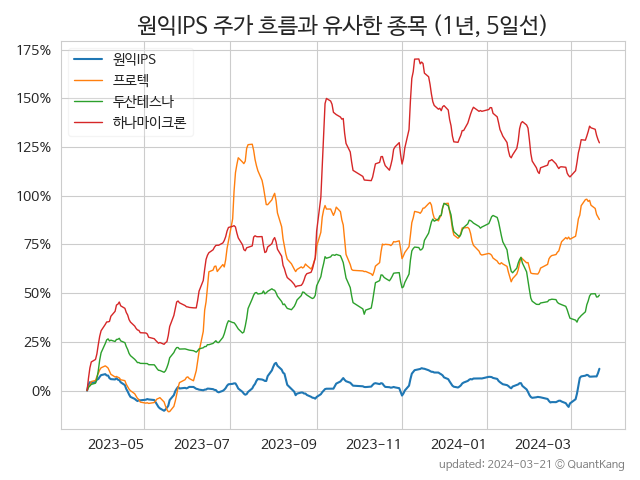 원익IPS 주가 흐름과 유사한 종목 (1년, 5일선)
175%
150%
125%
100%
75%
50%
25%
0%
원익IPS
프로텍
두산테스나
하나마이크론
2023-05 2023-07 2023-09 2023-11 2024-01 2024-03
updated: 2024-03-21 © QuantKang